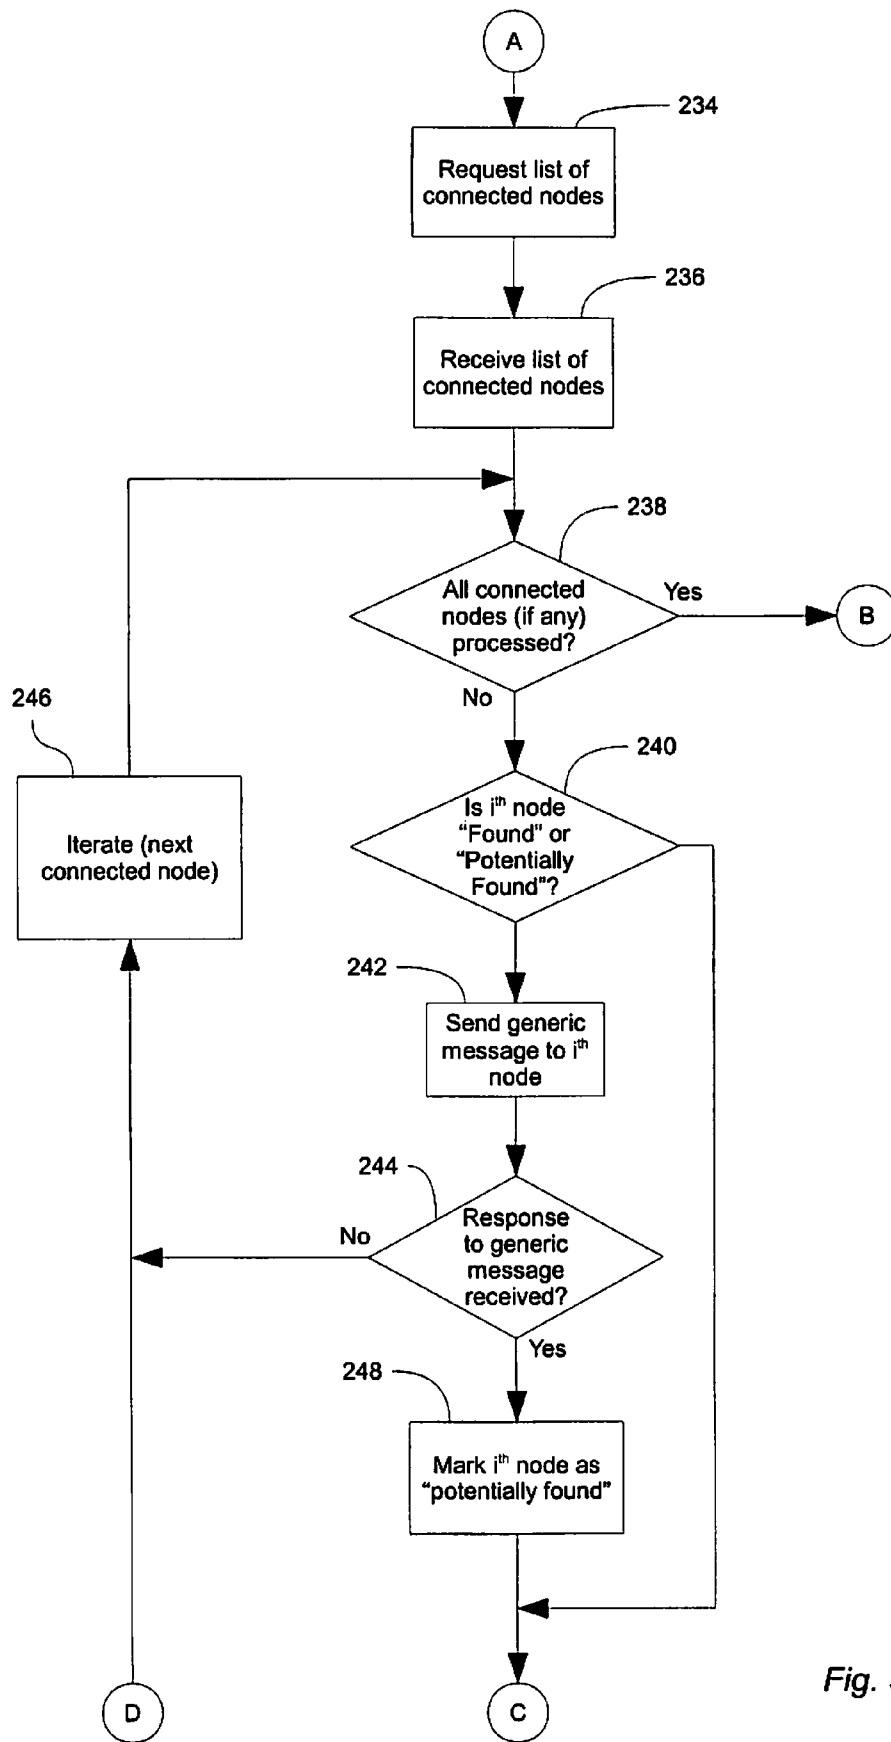 A
234
Request list of
connected nodes
236
Receive list of
connected nodes
238
All connected
nodes (if any)
processed?
Yes
B
No
246
240
Iterate (next
connected node)
Is ith node
“Found” or
“Potentially
Found”?
242
Send generic
message to ith
node
244
No
Response
to generic
message
received?
Yes
248
Mark ith node as
“potentially found”
D
C
Fig.